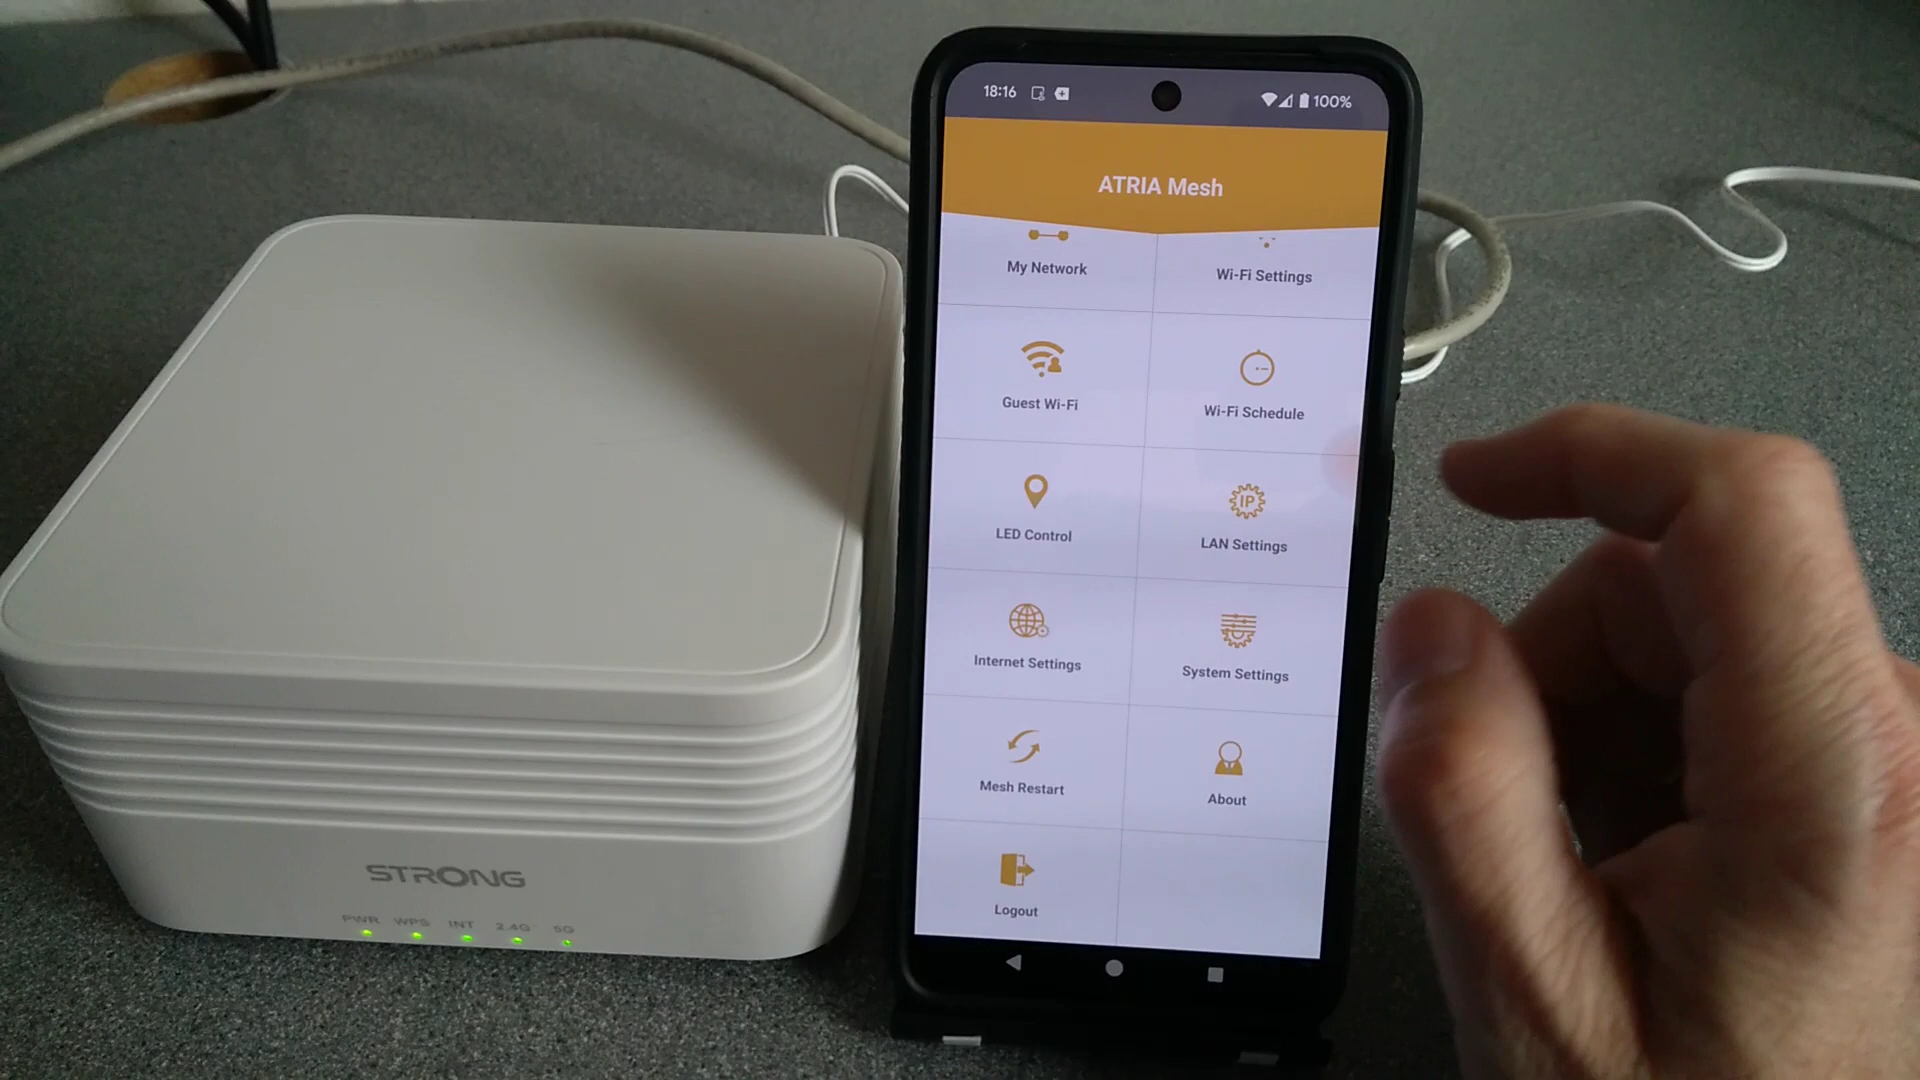 18:16
100%
ATRIA Mesh
My Network
Wi-Fi Settings
Guest Wi-Fi
Wi-Fi Schedule
LED Control
IP
LAN Settings
Internet Settings
System Settings
Mesh Restart
About
Logout
STRONG
PWR WPS INT 2.4G 5G